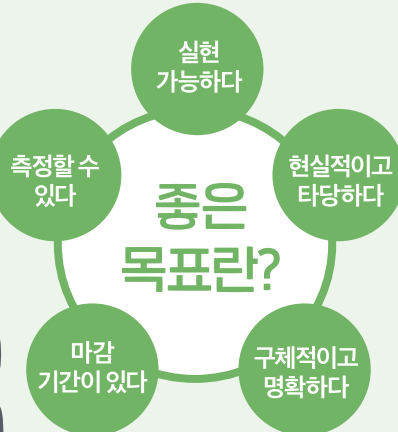 좋은
목표란?
실현
가능하다
현실적이고
타당하다
구체적이고
명확하다
마감
기간이 있다
측정할 수
있다